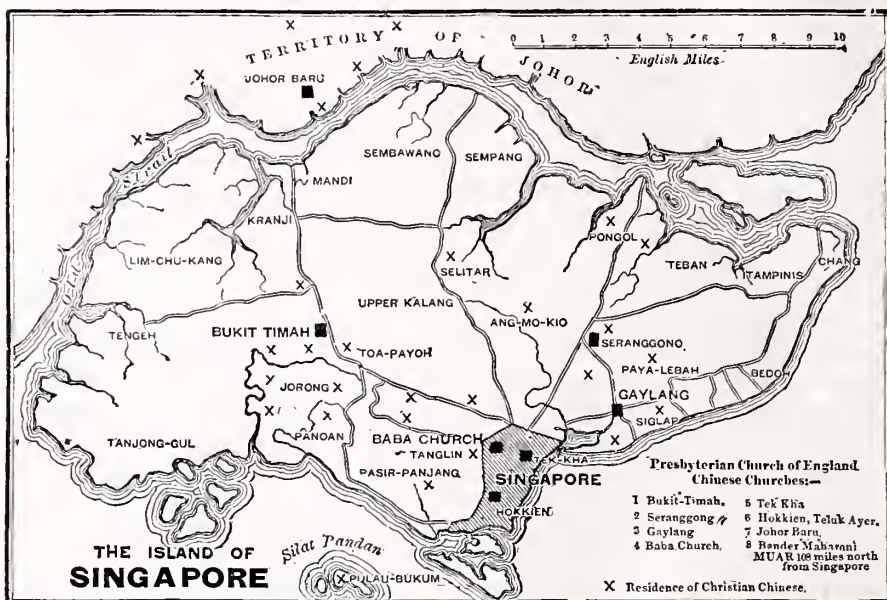 TERRITORY OF JOHOR
0 1 2 3 4 5 6 7 8 9 10
English Miles
JOHOR BARU
Old Strait
SEMBAWANG
SEMPANG
MANDI
KRANJI
LIM-CHU-KANG
PONGOL
SELITAR
TEBAN
TAMPINIS
CHANG
UPPER KALANG
ANG-MO-KIO
TENGEH
BUKIT TIMAH
TOA-PAYOH
SERANGGONO
PAYA-LEBAH
BEDOH
JORONG
GAYLANG
SIGLAP
PANDAN
TANJONG-GUL
BABA CHURCH
TANGLIN
TEK-KHA
SINGAPORE
PASIR-PANJANG
HOKKIEN
Silat Pandan
PULAU-BUKUM
THE ISLAND OF
SINGAPORE
Presbyterian Church of England
Chinese Churches:—
1 Bukit-Timah.
2 Seranggong
3 Gaylang
4 Baba Church.
5 Tek Kha
6 Hokkien, Teluk Ayer.
7 Johor Baru.
8 Bander Maharani
MUAR 108 miles north
from Singapore
X Residence of Christian Chinese.